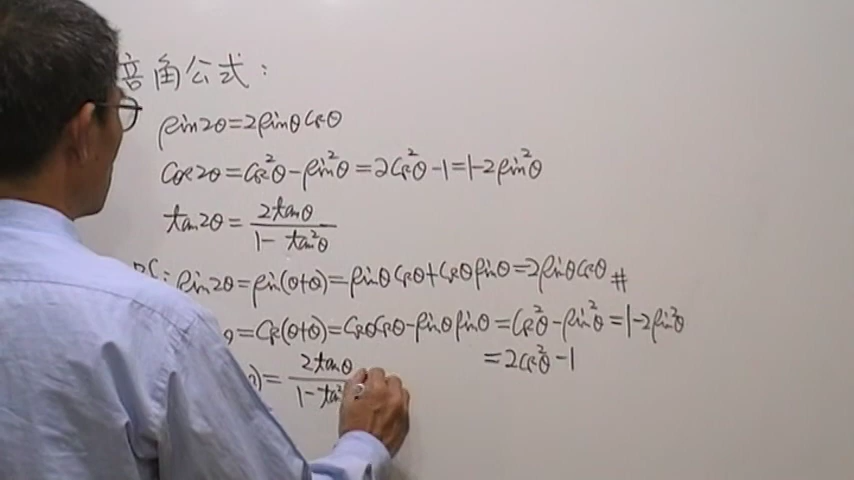 倍角公式：
sin2θ=2sinθcosθ
cos2θ=cos²θ-sin²θ=2cos²θ-1=1-2sin²θ
tan2θ=2tanθ/1-tan²θ
pf: sin2θ=sin(θ+θ)=sinθcosθ+cosθsinθ=2sinθcosθ #
θ=cos(θ+θ)=cosθcosθ-sinθsinθ=cos²θ-sin²θ=1-2sin²θ
=2cos²θ-1
)=2tanθ/1-tan²